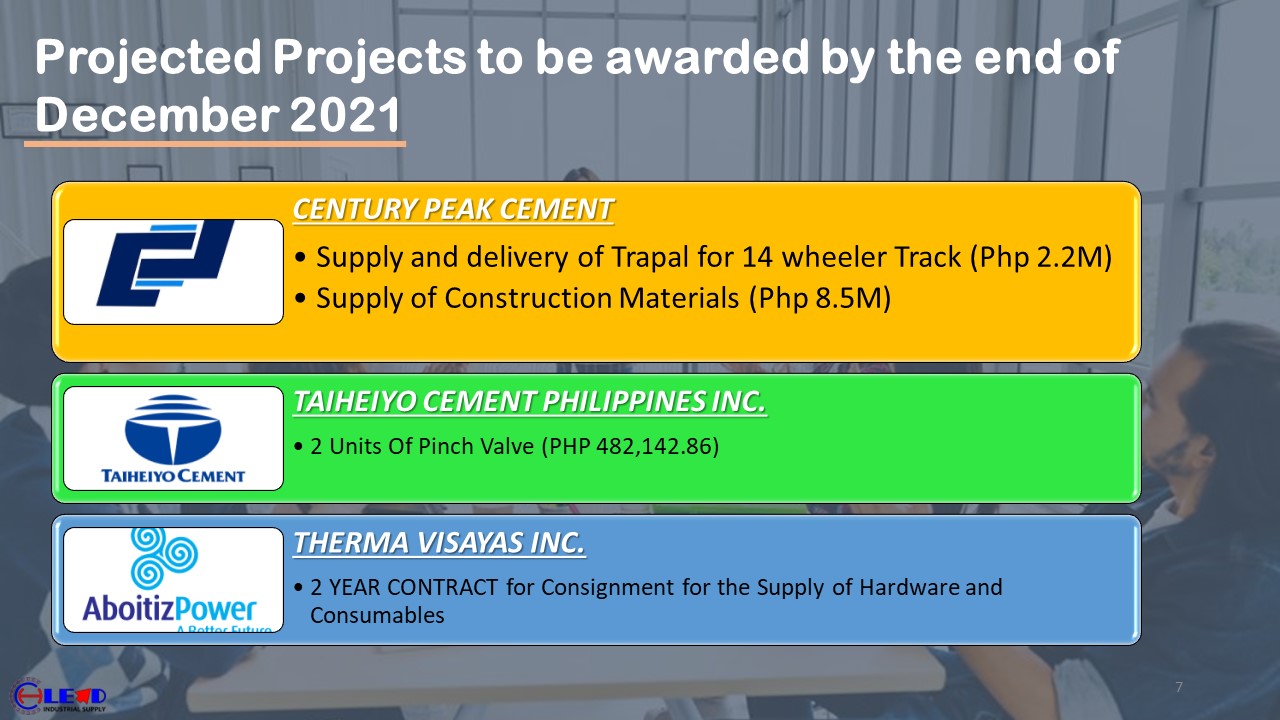 Projected Projects to be awarded by the end of
December 2021
CENTURY PEAK CEMENT
• Supply and delivery of Trapal for 14 wheeler Track (Php 2.2M)
• Supply of Construction Materials (Php 8.5M)
TAIHEIYO CEMENT
TAIHEIYO CEMENT PHILIPPINES INC.
• 2 Units Of Pinch Valve (PHP 482,142.86)
AboitizPower
A Better Future
THERMA VISAYAS INC.
• 2 YEAR CONTRACT for Consignment for the Supply of Hardware and
Consumables
LEAD
INDUSTRIAL SUPPLY
7